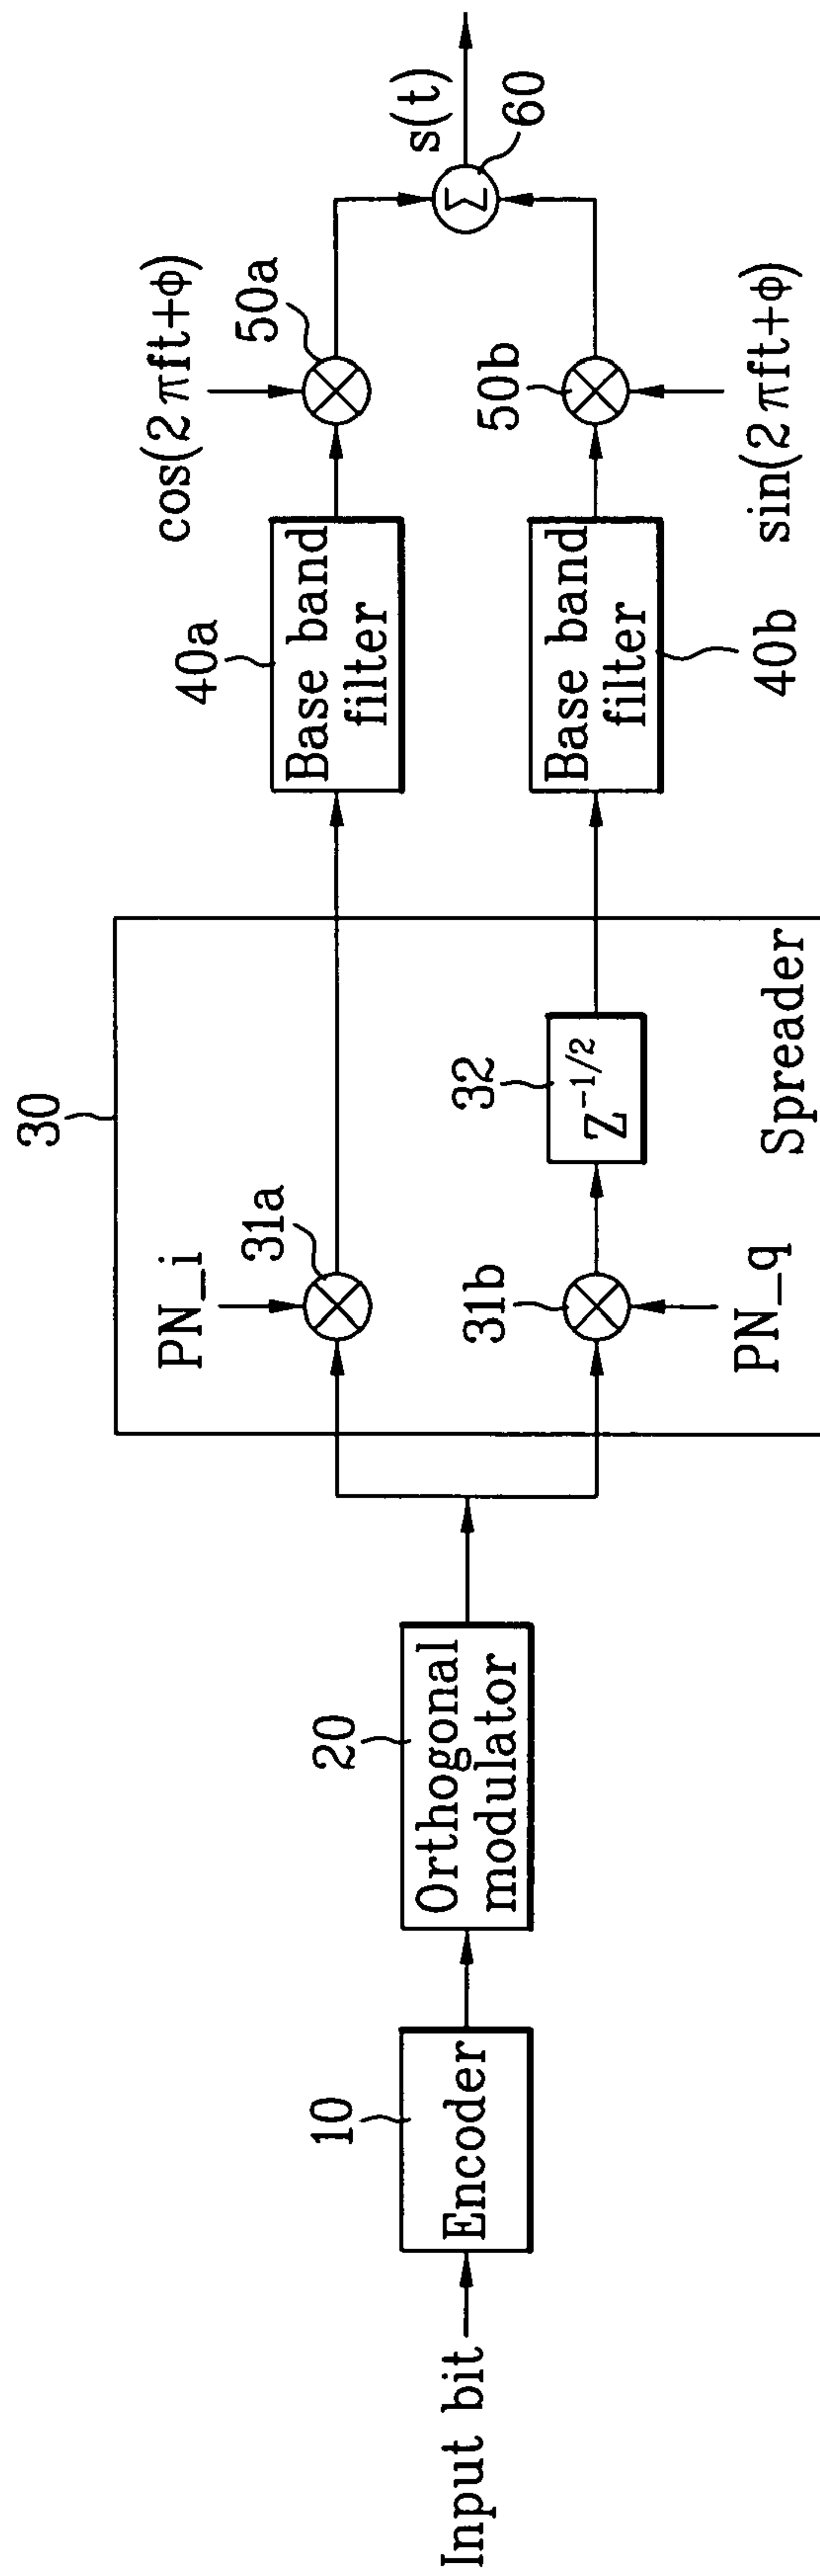 Input bit
10
Encoder
20
Orthogonal
modulator
30
PN_i
31a
31b
PN_q
32
Z^-1/2
Spreader
40a
Base band
filter
Base band
filter
40b
cos(2πft+ϕ)
50a
50b
sin(2πft+ϕ)
Σ
60
s(t)